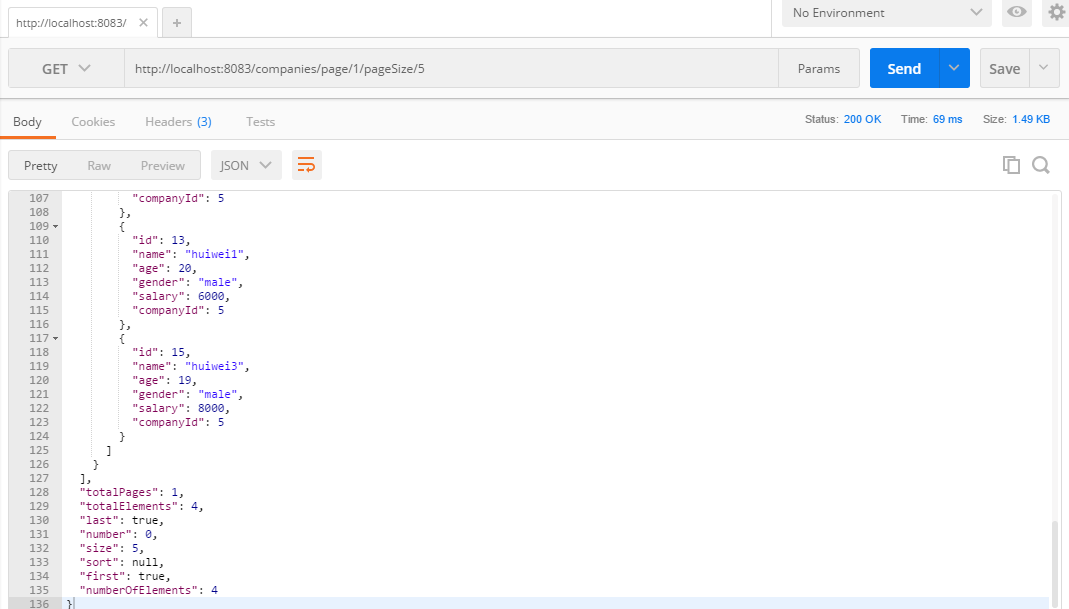 http://localhost:8083/
No Environment
GET http://localhost:8083/companies/page/1/pageSize/5 Params Send Save
Body Cookies Headers (3) Tests Status: 200 OK Time: 69 ms Size: 1.49 KB
Pretty Raw Preview JSON
107 "companyId": 5
108 },
109 {
110 "id": 13,
111 "name": "huiwei1",
112 "age": 20,
113 "gender": "male",
114 "salary": 6000,
115 "companyId": 5
116 },
117 {
118 "id": 15,
119 "name": "huiwei3",
120 "age": 19,
121 "gender": "male",
122 "salary": 8000,
123 "companyId": 5
124 }
125 ]
126 }
127 ],
128 "totalPages": 1,
129 "totalElements": 4,
130 "last": true,
131 "number": 0,
132 "size": 5,
133 "sort": null,
134 "first": true,
135 "numberOfElements": 4
136 }